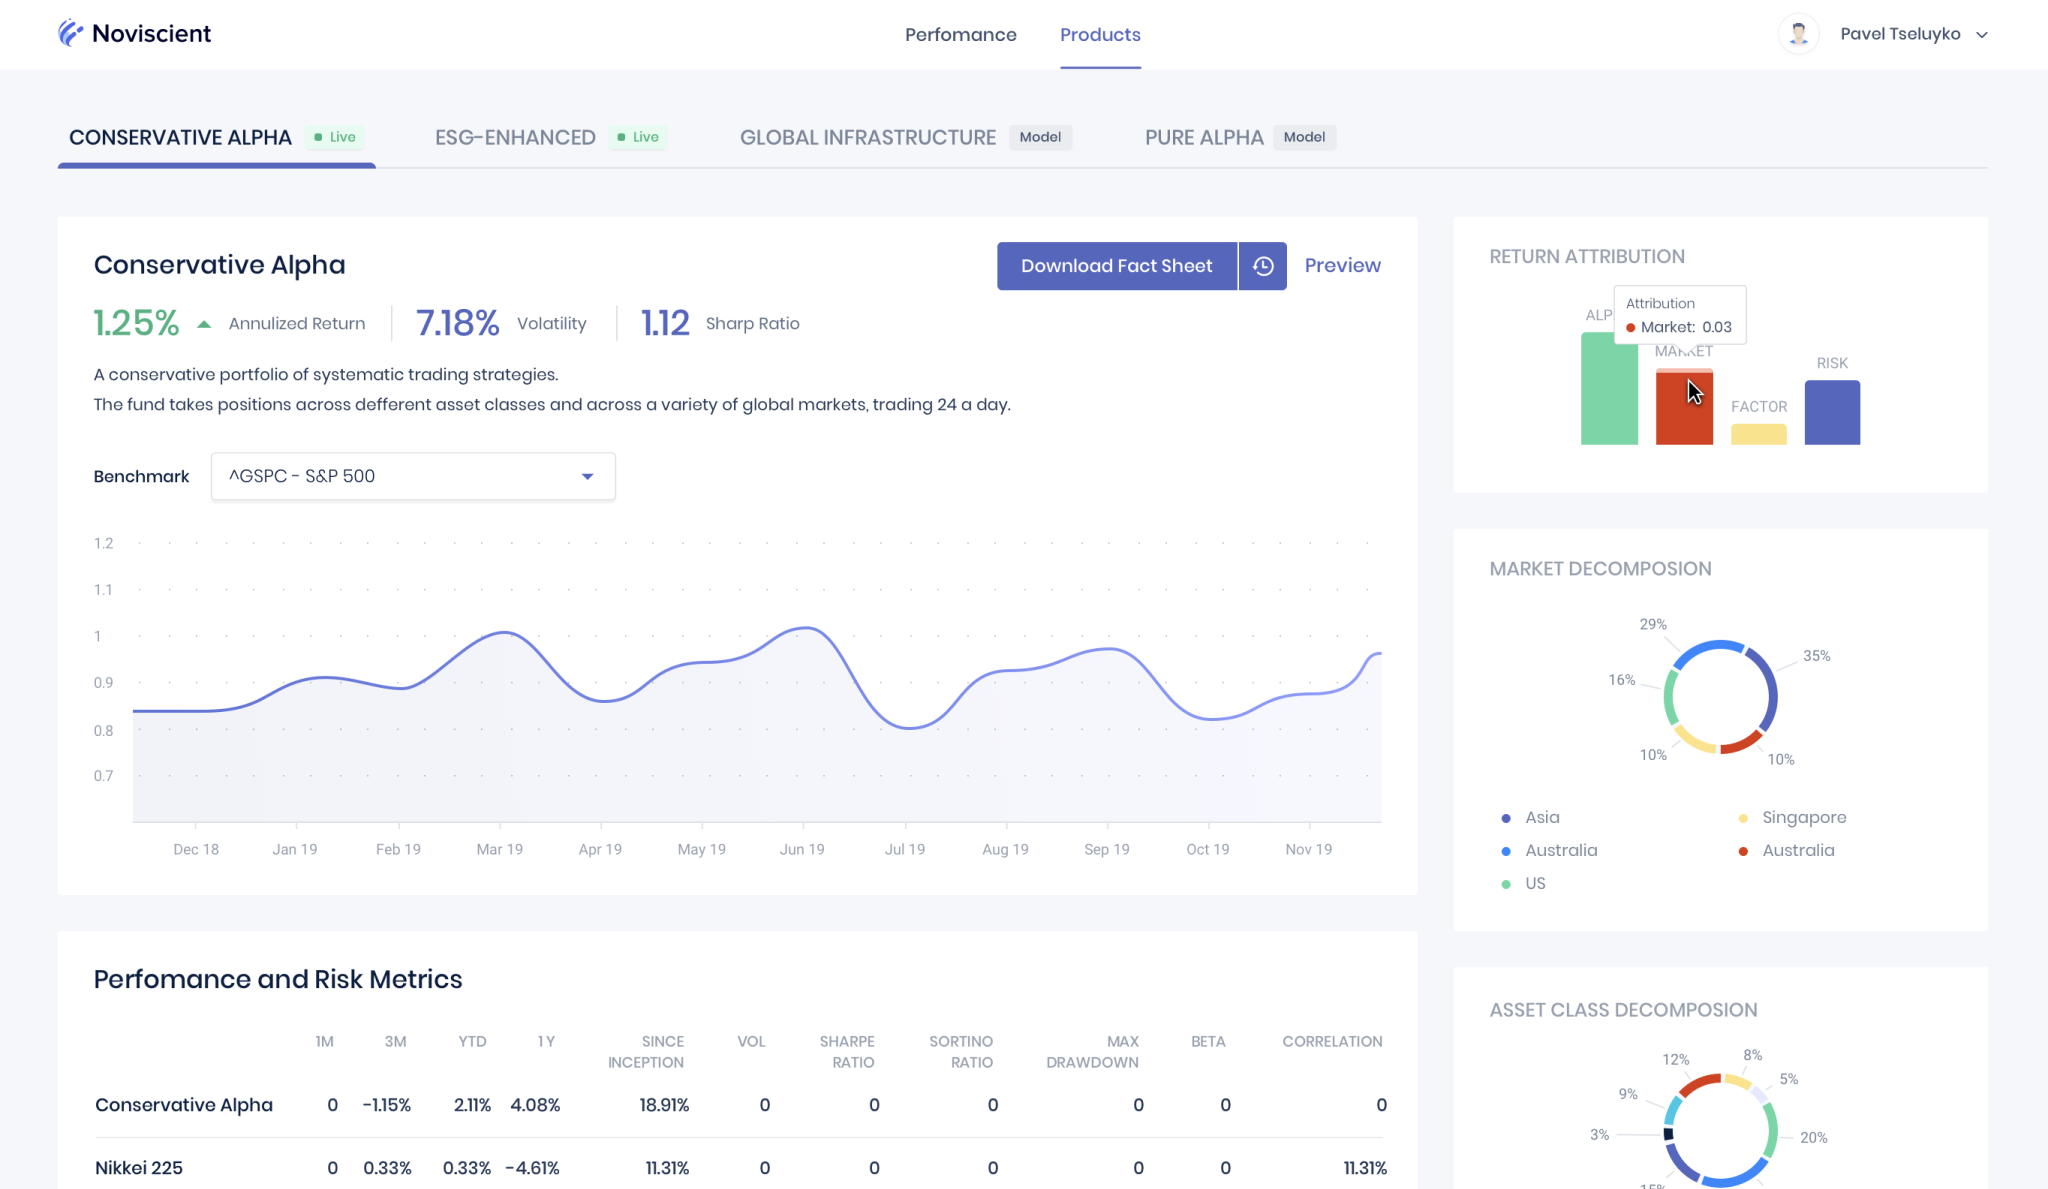 Noviscient
Perfomance
Products
Pavel Tseluyko
CONSERVATIVE ALPHA Live
ESG-ENHANCED Live
GLOBAL INFRASTRUCTURE Model
PURE ALPHA Model
Conservative Alpha
Download Fact Sheet
Preview
1.25% Annulized Return
7.18% Volatility
1.12 Sharp Ratio
A conservative portfolio of systematic trading strategies.
The fund takes positions across defferent asset classes and across a variety of global markets, trading 24 a day.
Benchmark
^GSPC - S&P 500
1.2
1.1
1
0.9
0.8
0.7
Dec 18 Jan 19 Feb 19 Mar 19 Apr 19 May 19 Jun 19 Jul 19 Aug 19 Sep 19 Oct 19 Nov 19
Perfomance and Risk Metrics
1M 3M YTD 1 Y SINCE INCEPTION VOL SHARPE RATIO SORTINO RATIO MAX DRAWDOWN BETA CORRELATION
Conservative Alpha 0 -1.15% 2.11% 4.08% 18.91% 0 0 0 0 0 0
Nikkei 225 0 0.33% 0.33% -4.61% 11.31% 0 0 0 0 0 11.31%
RETURN ATTRIBUTION
Attribution
Market: 0.03
ALP
MARKET
FACTOR
RISK
MARKET DECOMPOSION
29%
35%
16%
10%
10%
Asia
Singapore
Australia
Australia
US
ASSET CLASS DECOMPOSION
12%
8%
5%
9%
3%
20%